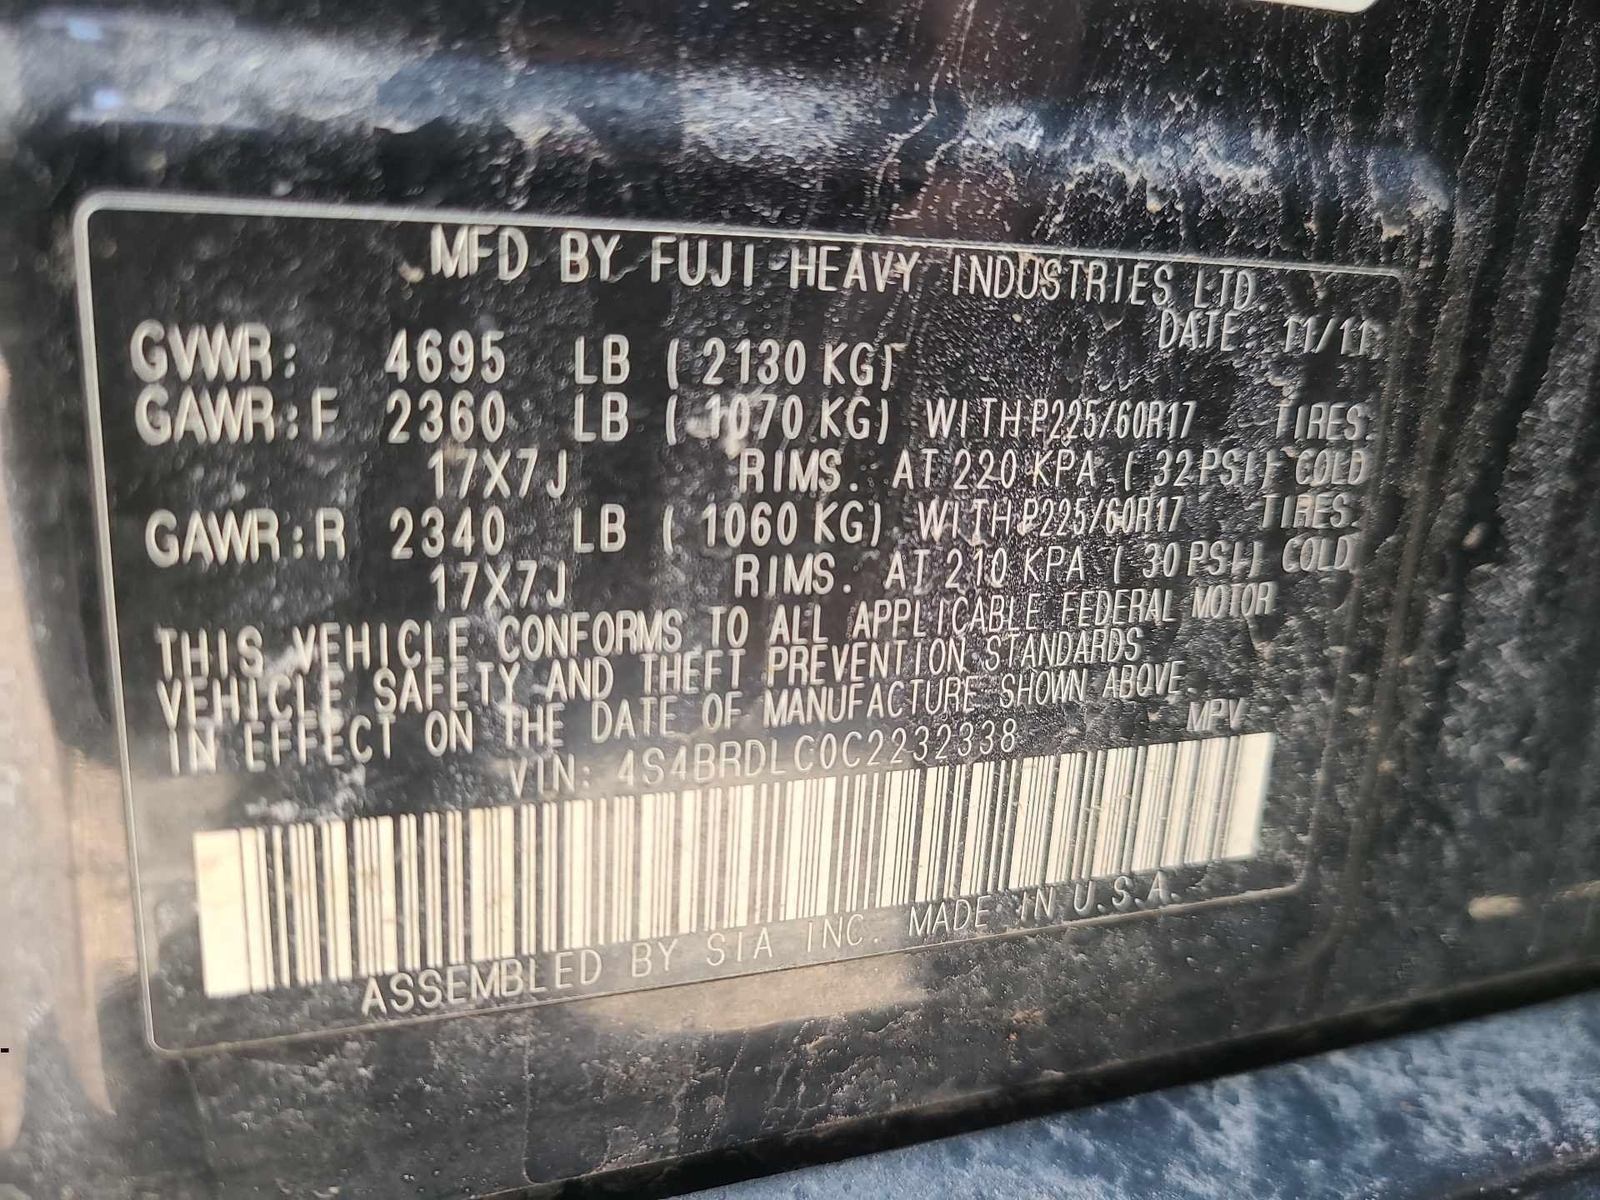 MFD BY FUJI HEAVY INDUSTRIES LTD
DATE: 11/11
GVWR: 4695 LB ( 2130 KG)
GAWR:F 2360 LB ( 1070 KG) WITH P225/60R17 TIRES.
17X7J RIMS. AT 220 KPA ( 32PSI) COLD
GAWR:R 2340 LB ( 1060 KG) WITH P225/60R17 TIRES.
17X7J RIMS. AT 210 KPA ( 30PSI) COLD
THIS VEHICLE CONFORMS TO ALL APPLICABLE FEDERAL MOTOR
VEHICLE SAFETY AND THEFT PREVENTION STANDARDS
IN EFFECT ON THE DATE OF MANUFACTURE SHOWN ABOVE.
VIN: 4S4BRDLC0C2232338 MPV
ASSEMBLED BY SIA INC. MADE IN U.S.A.